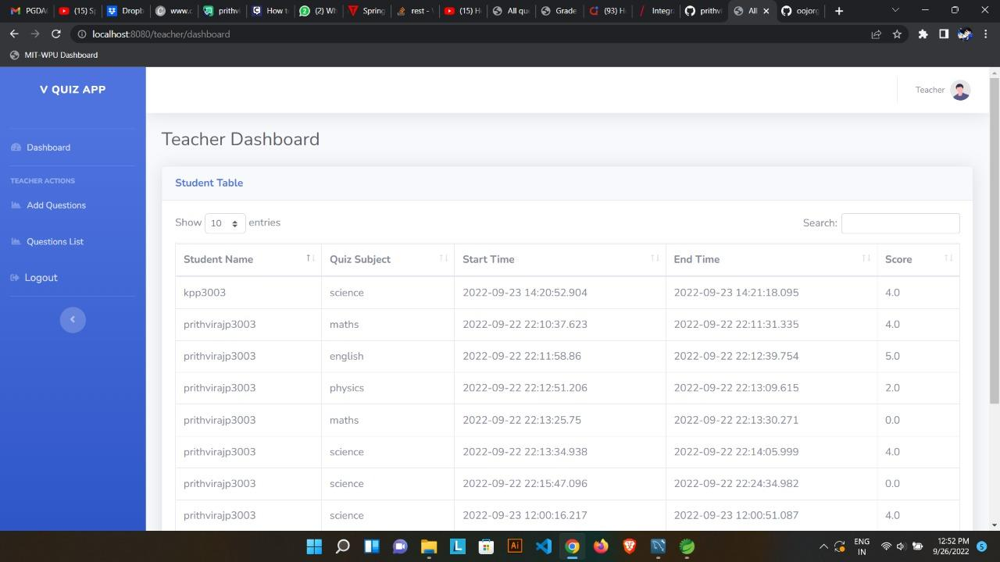 PGDA (15) Sp Dropb www.c prithvi How to (2) Wh Spring rest - (15) He All qu Grade (93) H Integra prithvi All oojorg
localhost:8080/teacher/dashboard
MIT-WPU Dashboard
V QUIZ APP
Teacher
Dashboard
TEACHER ACTIONS
Add Questions
Questions List
Logout
Teacher Dashboard
Student Table
Show 10 entries Search:
Student Name Quiz Subject Start Time End Time Score
kpp3003 science 2022-09-23 14:20:52.904 2022-09-23 14:21:18.095 4.0
prithvirajp3003 maths 2022-09-22 22:10:37.623 2022-09-22 22:11:31.335 4.0
prithvirajp3003 english 2022-09-22 22:11:58.86 2022-09-22 22:12:39.754 5.0
prithvirajp3003 physics 2022-09-22 22:12:51.206 2022-09-22 22:13:09.615 2.0
prithvirajp3003 maths 2022-09-22 22:13:25.75 2022-09-22 22:13:30.271 0.0
prithvirajp3003 science 2022-09-22 22:13:34.938 2022-09-22 22:14:05.999 4.0
prithvirajp3003 science 2022-09-22 22:15:47.096 2022-09-22 22:24:34.982 0.0
prithvirajp3003 science 2022-09-23 12:00:16.217 2022-09-23 12:00:51.087 4.0
L Ai ENG 12:52 PM
IN 9/26/2022 5